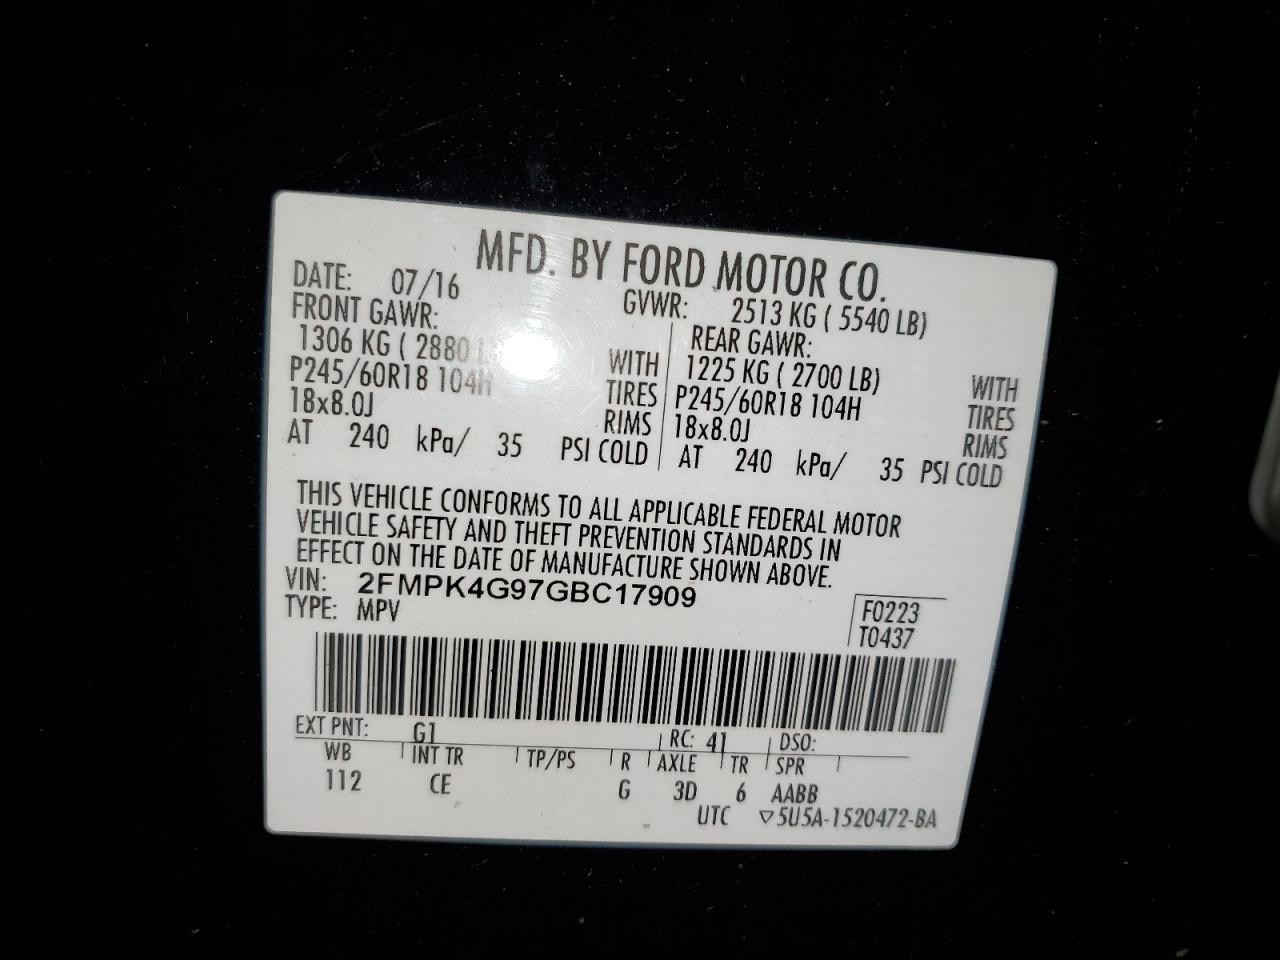 MFD. BY FORD MOTOR CO.
DATE: 07/16 GVWR: 2513 KG ( 5540 LB)
FRONT GAWR: REAR GAWR:
1306 KG ( 2880 WITH 1225 KG ( 2700 LB) WITH
P245/60R18 104H TIRES P245/60R18 104H TIRES
18x8.0J RIMS 18x8.0J RIMS
AT 240 kPa/ 35 PSI COLD AT 240 kPa/ 35 PSI COLD
THIS VEHICLE CONFORMS TO ALL APPLICABLE FEDERAL MOTOR
VEHICLE SAFETY AND THEFT PREVENTION STANDARDS IN
EFFECT ON THE DATE OF MANUFACTURE SHOWN ABOVE.
VIN: 2FMPK4G97GBC17909
TYPE: MPV F0223
T0437
EXT PNT: G1 RC: 41 DSO:
WB INT TR TP/PS R AXLE TR SPR
112 CE G 3D 6 AABB
UTC ▽5U5A-1520472-BA